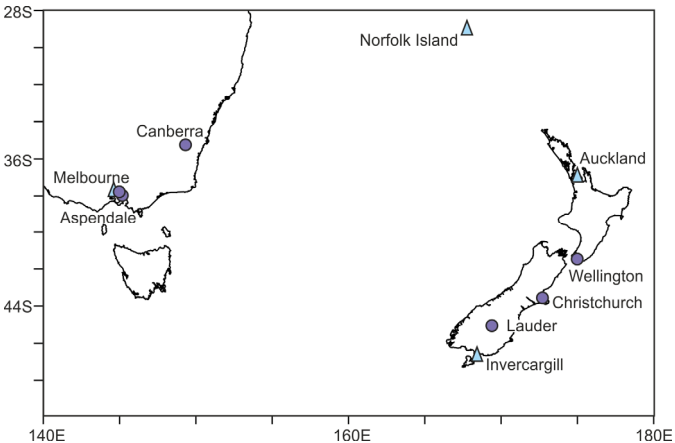 28S
Norfolk Island
Canberra
36S
Auckland
Melbourne
Aspendale
Wellington
44S
Christchurch
Lauder
Invercargill
140E
160E
180E